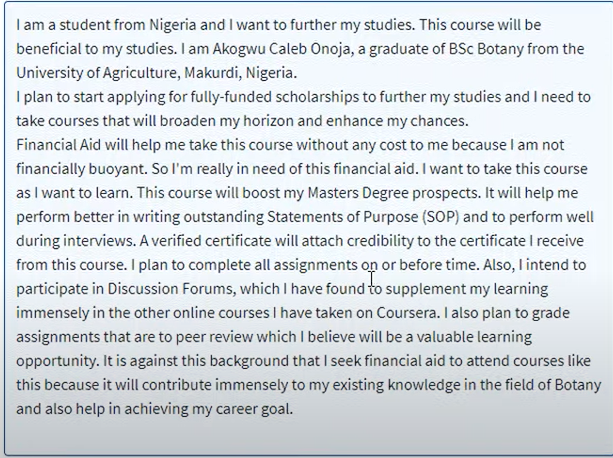 I am a student from Nigeria and I want to further my studies. This course will be
beneficial to my studies. I am Akogwu Caleb Onoja, a graduate of BSc Botany from the
University of Agriculture, Makurdi, Nigeria.
I plan to start applying for fully-funded scholarships to further my studies and I need to
take courses that will broaden my horizon and enhance my chances.
Financial Aid will help me take this course without any cost to me because I am not
financially buoyant. So I'm really in need of this financial aid. I want to take this course
as I want to learn. This course will boost my Masters Degree prospects. It will help me
perform better in writing outstanding Statements of Purpose (SOP) and to perform well
during interviews. A verified certificate will attach credibility to the certificate I receive
from this course. I plan to complete all assignments on or before time. Also, I intend to
participate in Discussion Forums, which I have found to supplement my learning
immensely in the other online courses I have taken on Coursera. I also plan to grade
assignments that are to peer review which I believe will be a valuable learning
opportunity. It is against this background that I seek financial aid to attend courses like
this because it will contribute immensely to my existing knowledge in the field of Botany
and also help in achieving my career goal.